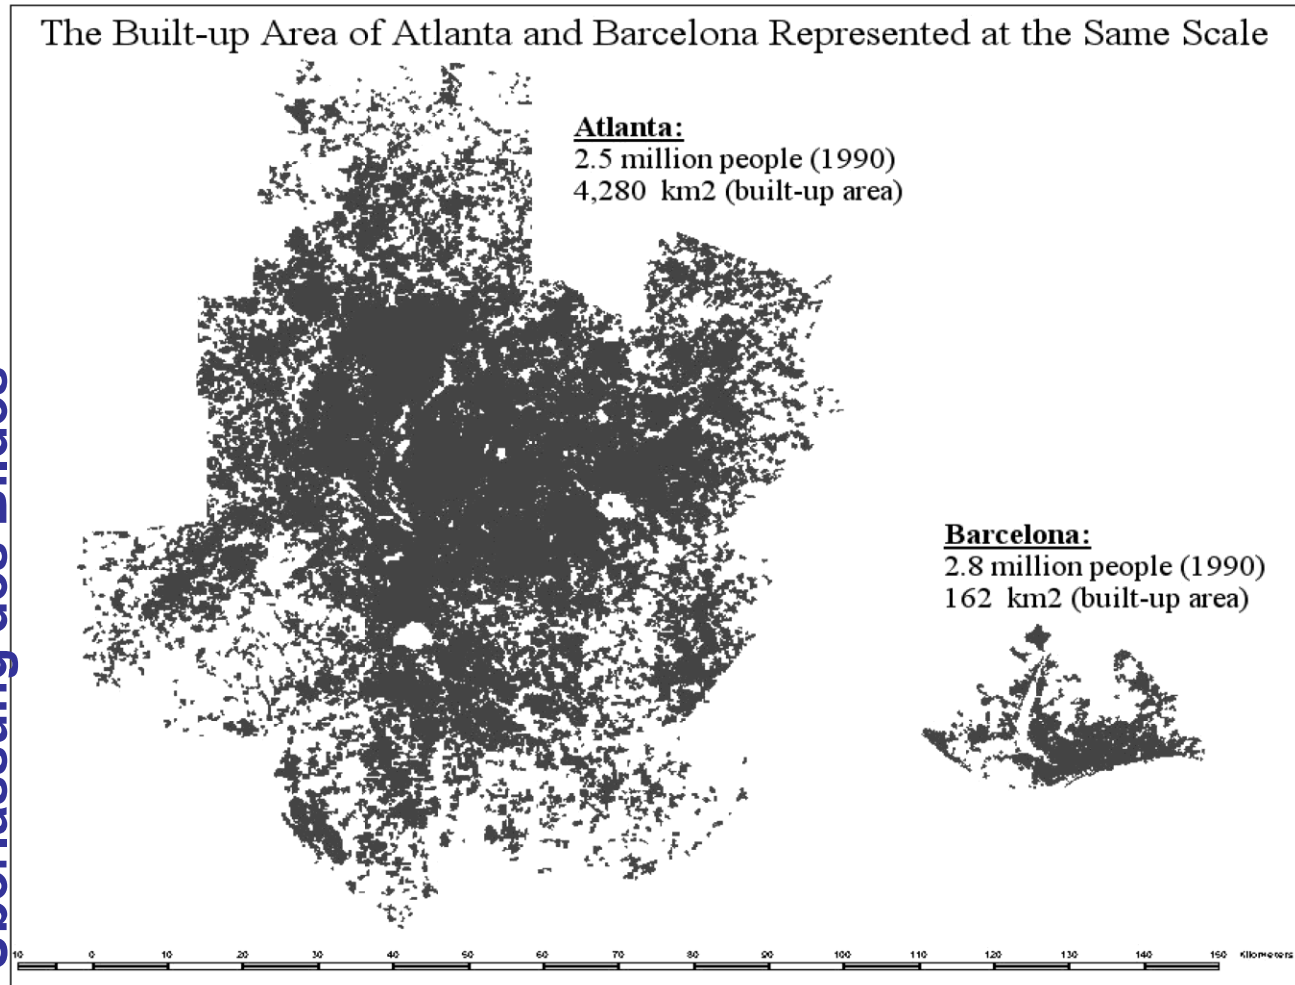 The Built-up Area of Atlanta and Barcelona Represented at the Same Scale
Atlanta:
2.5 million people (1990)
4,280 km2 (built-up area)
Barcelona:
2.8 million people (1990)
162 km2 (built-up area)
10 0 10 20 30 40 50 60 70 80 90 100 110 120 130 140 150 Kilometers